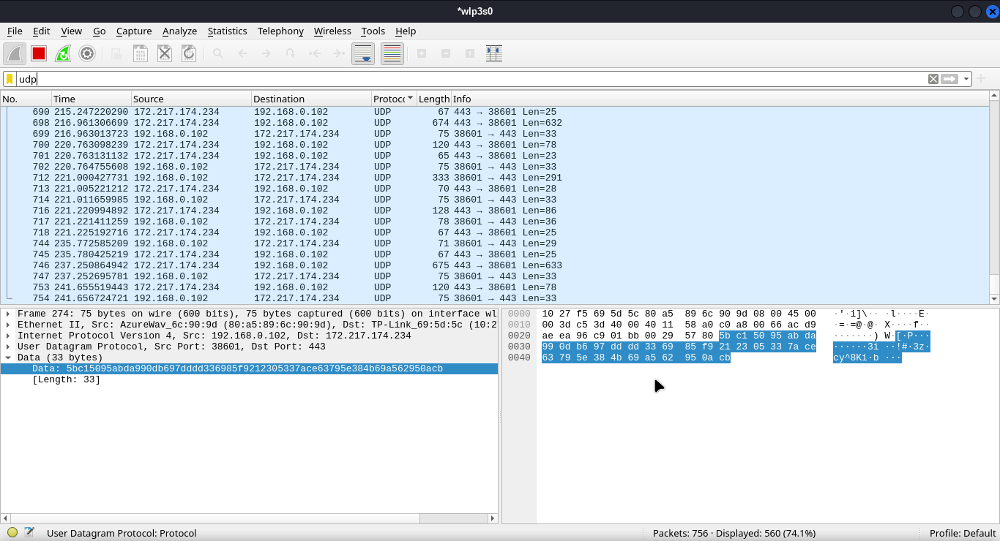 *wlp3s0
File Edit View Go Capture Analyze Statistics Telephony Wireless Tools Help
udp
No. Time Source Destination Protoc Length Info
690 215.247220290 172.217.174.234 192.168.0.102 UDP 67 443 → 38601 Len=25
698 216.961306699 172.217.174.234 192.168.0.102 UDP 674 443 → 38601 Len=632
699 216.963013723 192.168.0.102 172.217.174.234 UDP 75 38601 → 443 Len=33
700 220.763098239 172.217.174.234 192.168.0.102 UDP 120 443 → 38601 Len=78
701 220.763131132 172.217.174.234 192.168.0.102 UDP 65 443 → 38601 Len=23
702 220.764755608 192.168.0.102 172.217.174.234 UDP 75 38601 → 443 Len=33
712 221.000427731 192.168.0.102 172.217.174.234 UDP 333 38601 → 443 Len=291
713 221.005221212 172.217.174.234 192.168.0.102 UDP 70 443 → 38601 Len=28
714 221.011659985 192.168.0.102 172.217.174.234 UDP 75 38601 → 443 Len=33
716 221.220994892 172.217.174.234 192.168.0.102 UDP 128 443 → 38601 Len=86
717 221.221411259 192.168.0.102 172.217.174.234 UDP 78 38601 → 443 Len=36
718 221.225192716 172.217.174.234 192.168.0.102 UDP 67 443 → 38601 Len=25
744 235.772585209 192.168.0.102 172.217.174.234 UDP 71 38601 → 443 Len=29
745 235.780425219 172.217.174.234 192.168.0.102 UDP 67 443 → 38601 Len=25
746 237.250864942 172.217.174.234 192.168.0.102 UDP 675 443 → 38601 Len=633
747 237.252695781 192.168.0.102 172.217.174.234 UDP 75 38601 → 443 Len=33
753 241.655519443 172.217.174.234 192.168.0.102 UDP 120 443 → 38601 Len=78
754 241.656724721 192.168.0.102 172.217.174.234 UDP 75 38601 → 443 Len=33
Frame 274: 75 bytes on wire (600 bits), 75 bytes captured (600 bits) on interface wl
Ethernet II, Src: AzureWav_6c:90:9d (80:a5:89:6c:90:9d), Dst: TP-Link_69:5d:5c (10:2
Internet Protocol Version 4, Src: 192.168.0.102, Dst: 172.217.174.234
User Datagram Protocol, Src Port: 38601, Dst Port: 443
Data (33 bytes)
Data: 5bc15095abda990db697dddd336985f9212305337ace63795e384b69a562950acb
[Length: 33]
0000 10 27 f5 69 5d 5c 80 a5 89 6c 90 9d 08 00 45 00 ·'·i]\·· ·l····E·
0010 00 3d c5 3d 40 00 40 11 58 a0 c0 a8 00 66 ac d9 ·=·=@·@· X····f··
0020 ae ea 96 c9 01 bb 00 29 57 80 5b c1 50 95 ab da ·······) W·[·P···
0030 99 0d b6 97 dd dd 33 69 85 f9 21 23 05 33 7a ce ······3i ··!#·3z·
0040 63 79 5e 38 4b 69 a5 62 95 0a cb cy^8Ki·b ···
User Datagram Protocol: Protocol
Packets: 756 · Displayed: 560 (74.1%)
Profile: Default